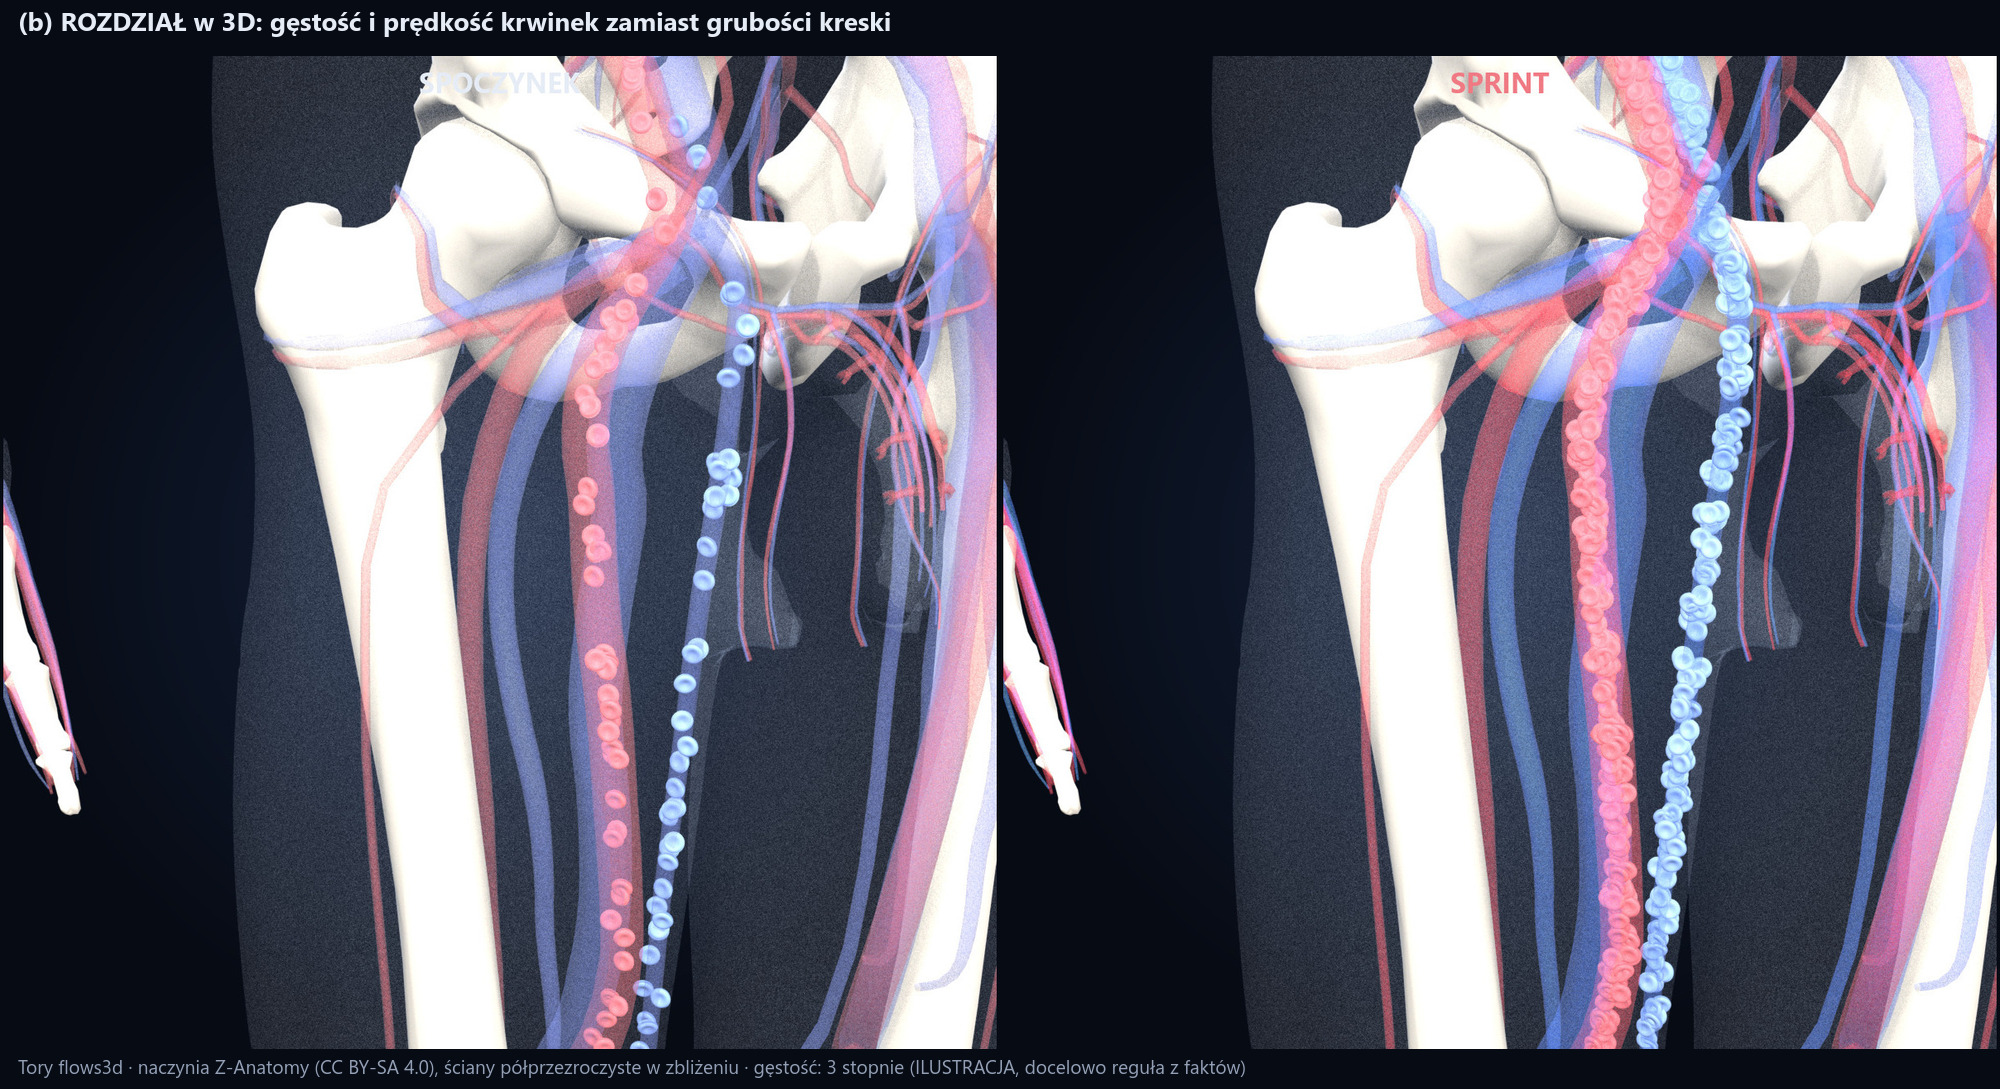 (b) ROZDZIAŁ w 3D: gęstość i prędkość krwinek zamiast grubości kreski
SPOCZYNEK
SPRINT
Tory flows3d · naczynia Z-Anatomy (CC BY-SA 4.0), ściany półprzezroczyste w zbliżeniu · gęstość: 3 stopnie (ILUSTRACJA, docelowo reguła z faktów)